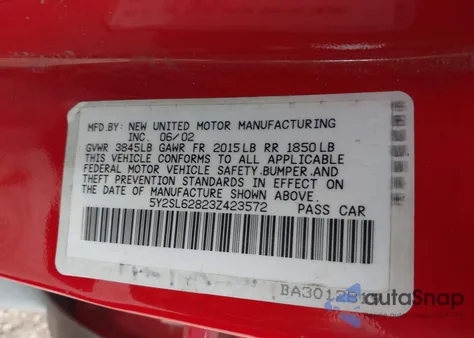 MFD.BY: NEW UNITED MOTOR MANUFACTURING
INC. 06/02
GVWR 3845LB GAWR FR 2015LB RR 1850LB
THIS VEHICLE CONFORMS TO ALL APPLICABLE
FEDERAL MOTOR VEHICLE SAFETY,BUMPER,AND
THEFT PREVENTION STANDARDS IN EFFECT ON
THE DATE OF MANUFACTURE SHOWN ABOVE.
5Y2SL62823Z423572 PASS CAR
autoSnap